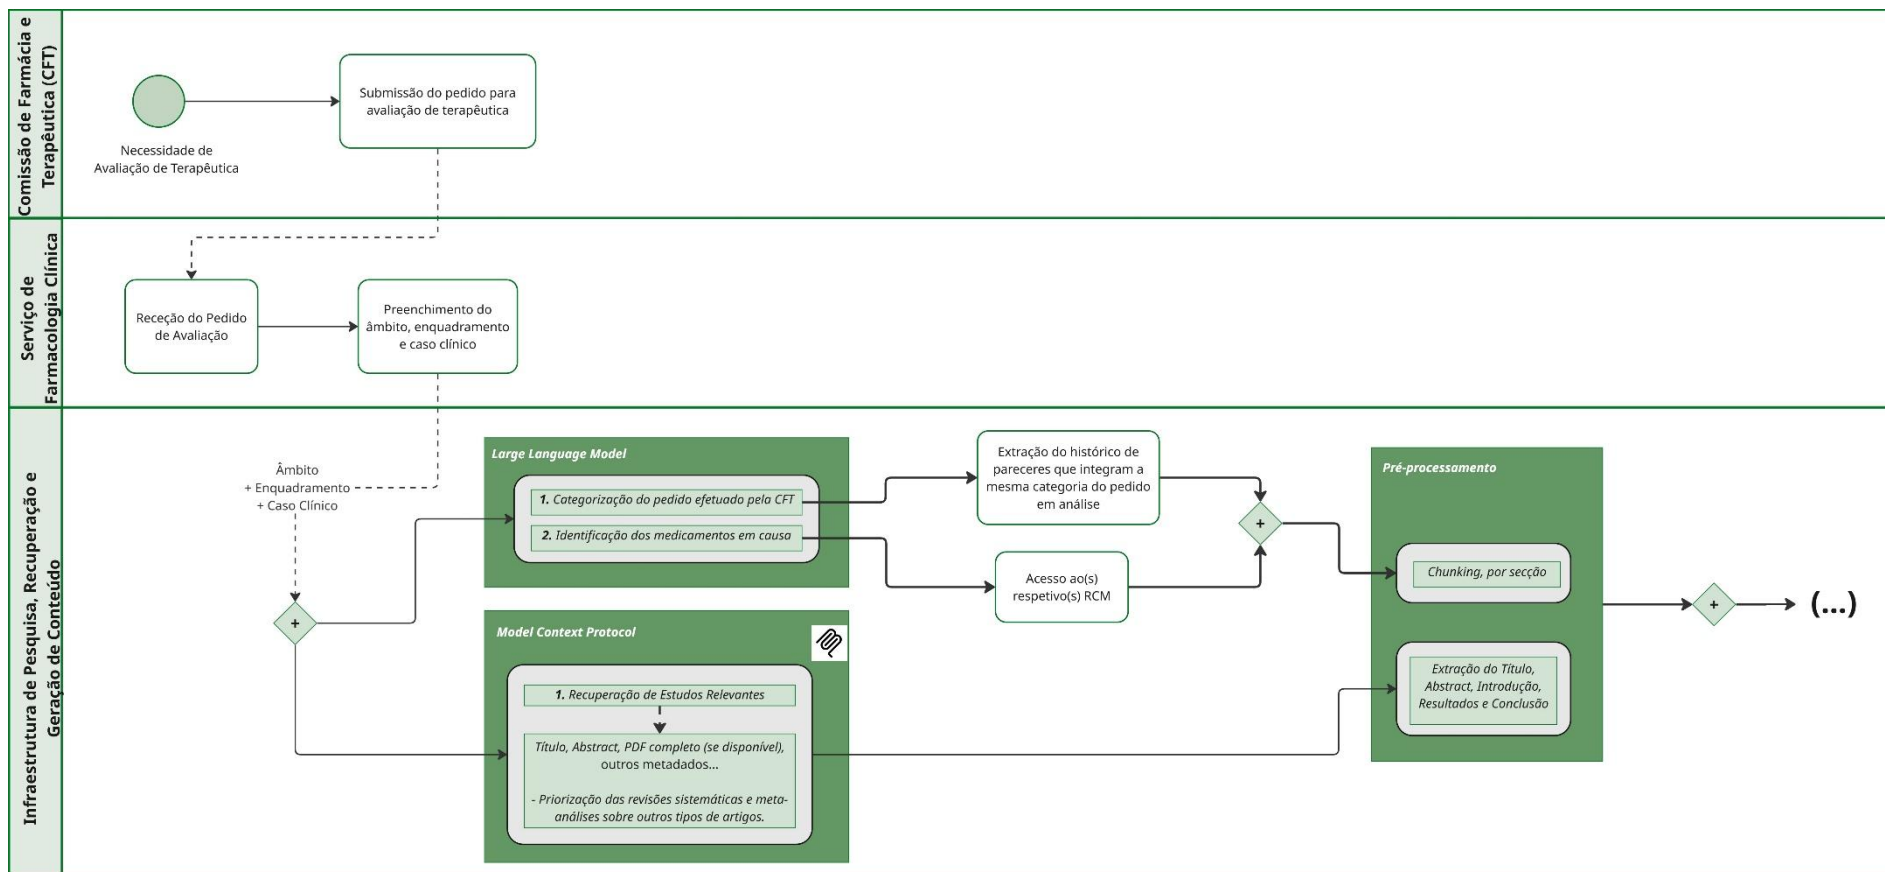 Comissão de Farmácia e
Terapêutica (CFT)
Necessidade de
Avaliação de Terapêutica
Submissão do pedido para
avaliação de terapêutica
Serviço de
Farmacologia Clínica
Receção do Pedido
de Avaliação
Preenchimento do
âmbito, enquadramento
e caso clínico
Infraestrutura de Pesquisa, Recuperação e
Geração de Conteúdo
Âmbito
+ Enquadramento
+ Caso Clínico
+
Large Language Model
1. Categorização do pedido efetuado pela CFT
2. Identificação dos medicamentos em causa
Extração do histórico de
pareceres que integram a
mesma categoria do pedido
em análise
Acesso ao(s)
respetivo(s) RCM
+
Model Context Protocol
1. Recuperação de Estudos Relevantes
Título, Abstract, PDF completo (se disponível),
outros metadados...
- Priorização das revisões sistemáticas e meta-
análises sobre outros tipos de artigos.
Pré-processamento
Chunking, por secção
Extração do Título,
Abstract, Introdução,
Resultados e Conclusão
+
(...)